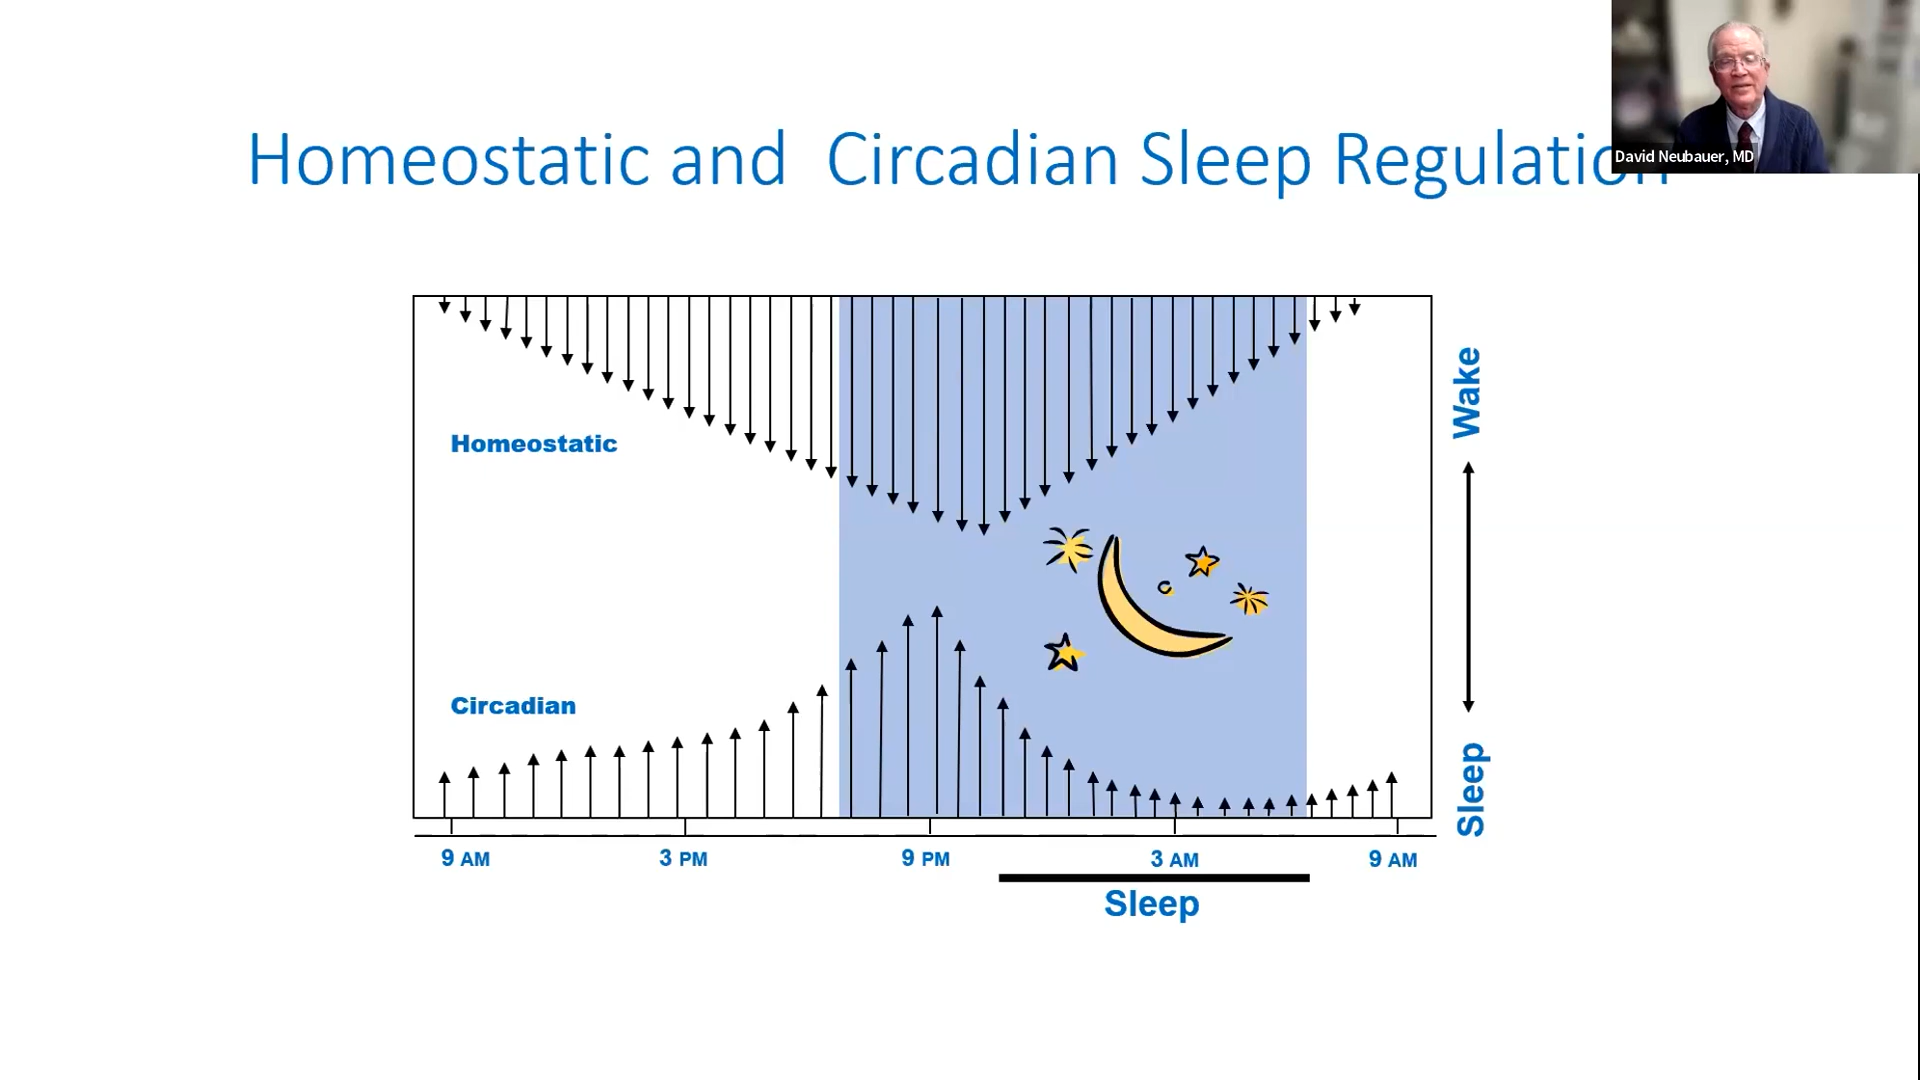 Homeostatic and Circadian Sleep Regulation
David Neubauer, MD
Homeostatic
Circadian
Wake
Sleep
9 AM
3 PM
9 PM
3 AM
9 AM
Sleep